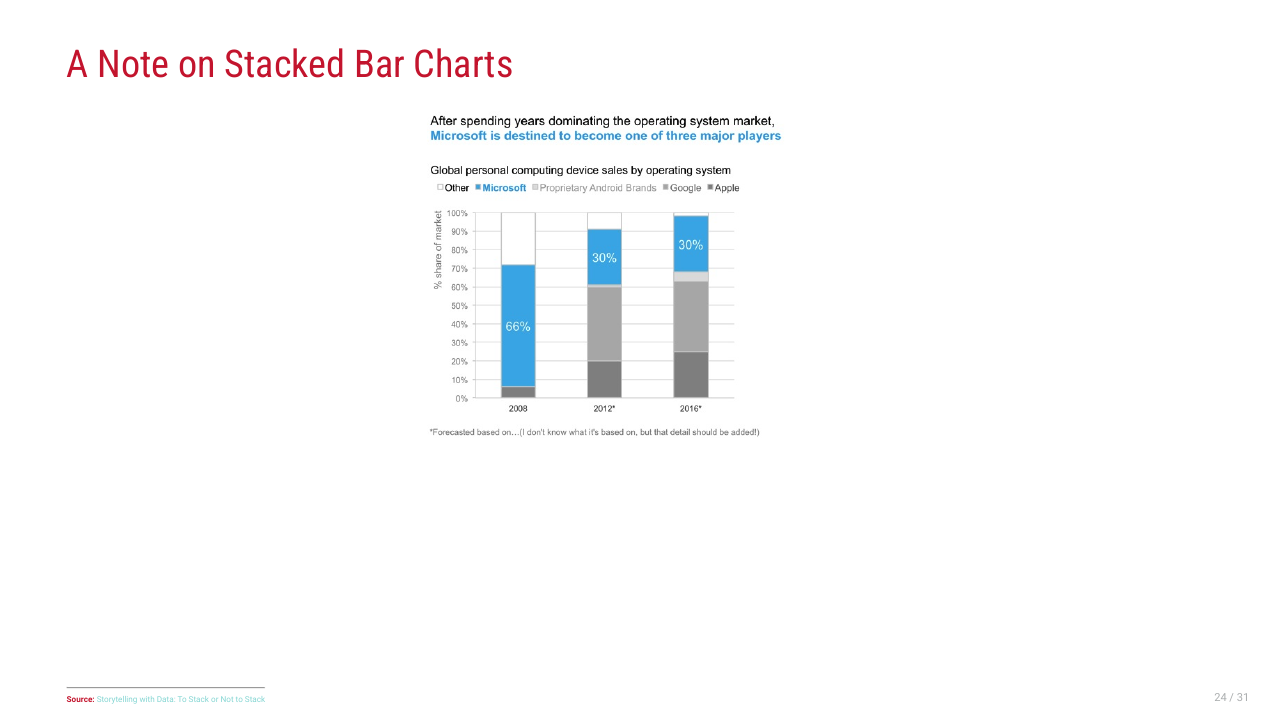 A Note on Stacked Bar Charts
After spending years dominating the operating system market,
Microsoft is destined to become one of three major players
Global personal computing device sales by operating system
Other Microsoft Proprietary Android Brands Google Apple
% share of market
100%
90%
80%
70%
60%
50%
40%
30%
20%
10%
0%
66%
30%
30%
2008 2012* 2016*
*Forecasted based on...(I don't know what it's based on, but that detail should be added!)
Source: Storytelling with Data: To Stack or Not to Stack
24 / 31